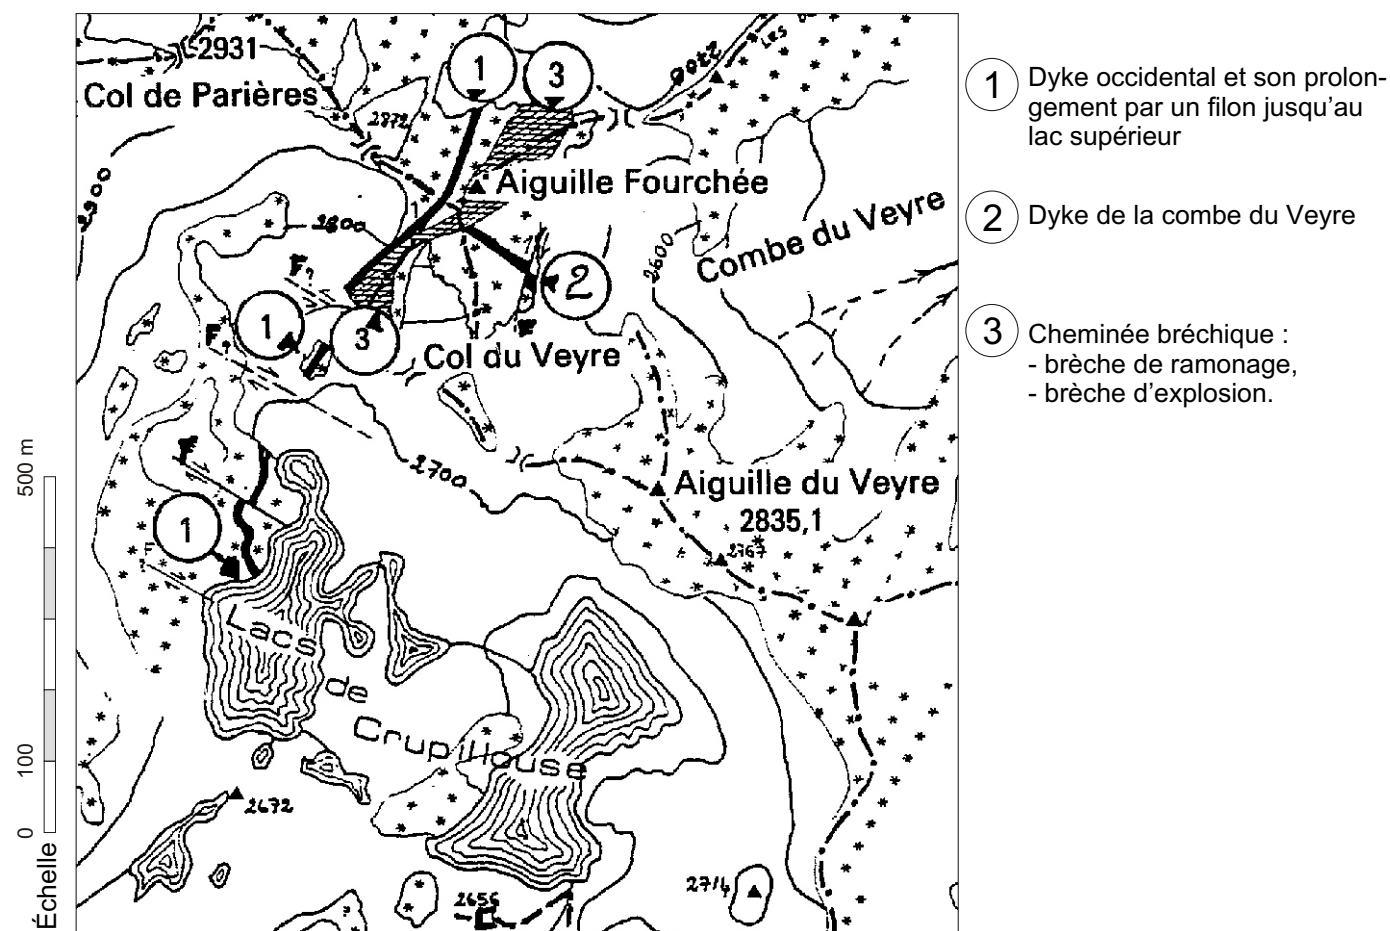 2931
Col de Parières
2872
1
3
2700
LES
1 Dyke occidental et son prolon-
gement par un filon jusqu'au
lac supérieur
Aiguille Fourchée
2 Dyke de la combe du Veyre
2900
2800
Combe du Veyre
2600
F?
2
1
3
F
F
Col du Veyre
3 Cheminée bréchique :
- brèche de ramonage,
- brèche d'explosion.
500 m
F
2700
Aiguille du Veyre
2835,1
1
2767
F
Lacs
de
Crupillouse
100
0
Échelle
2672
2714
2656